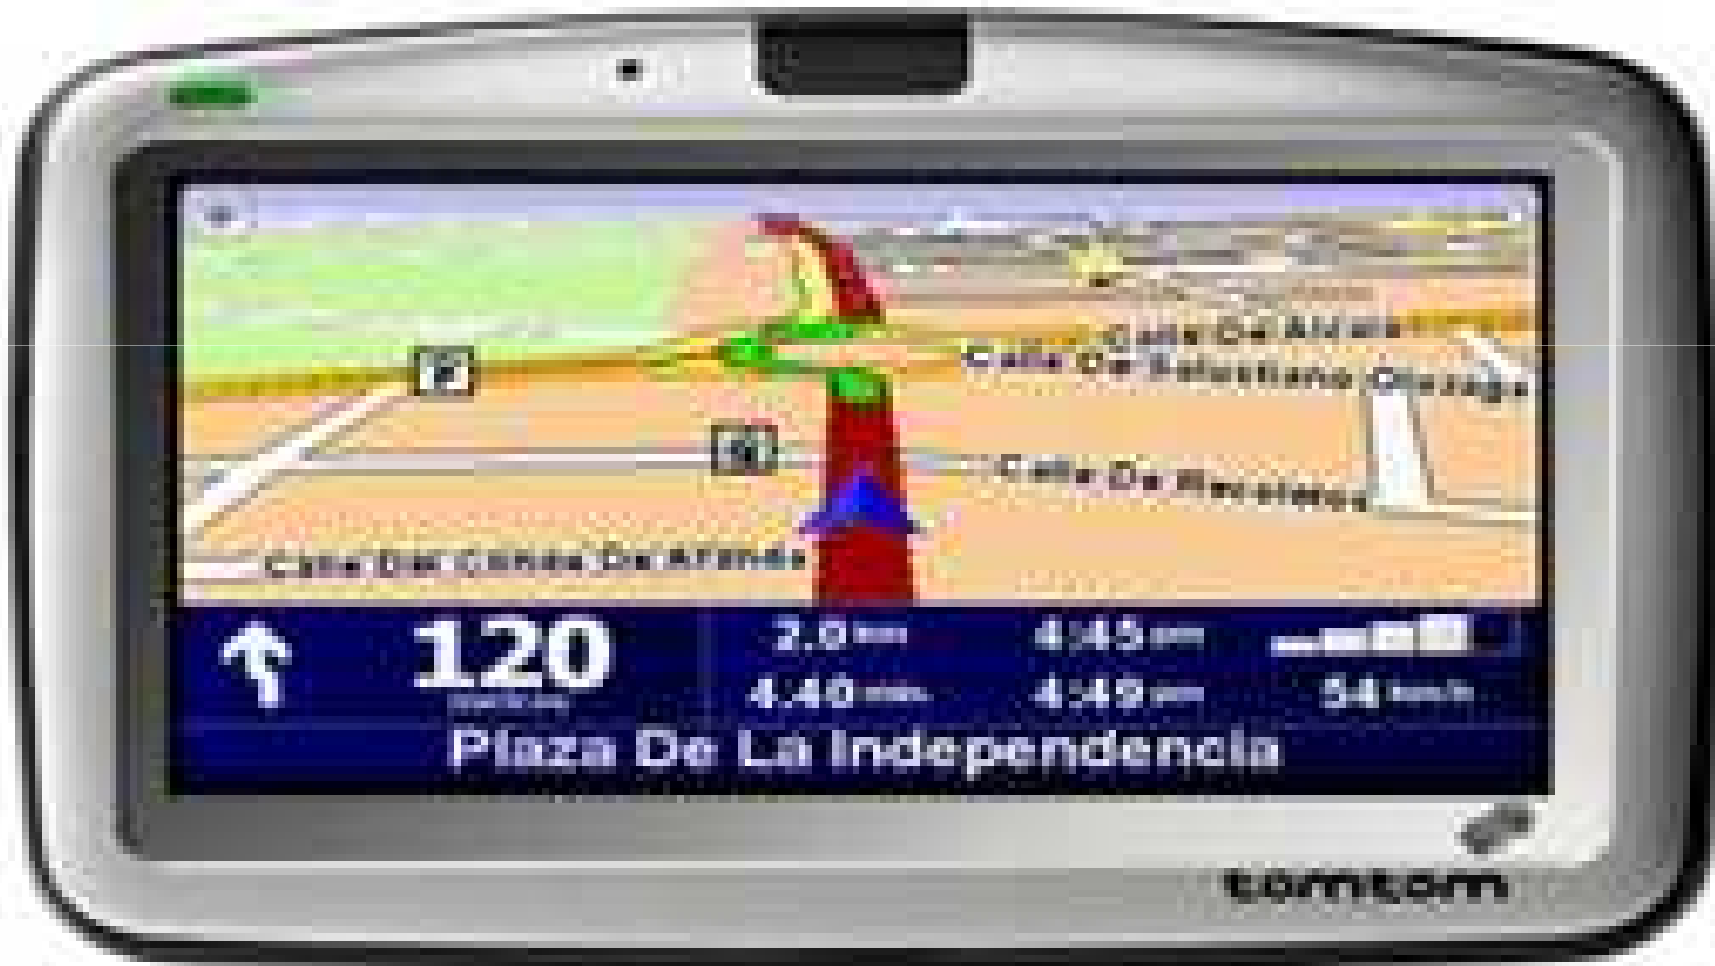 Calle De Alcala
Calle De Salustiano Olozaga
Calle De Recoletos
Calle Del Conde De Aranda
120
2.0 km
4:45 pm
4:40 min
4:49 pm
54 km/h
Plaza De La Independencia
tomtom